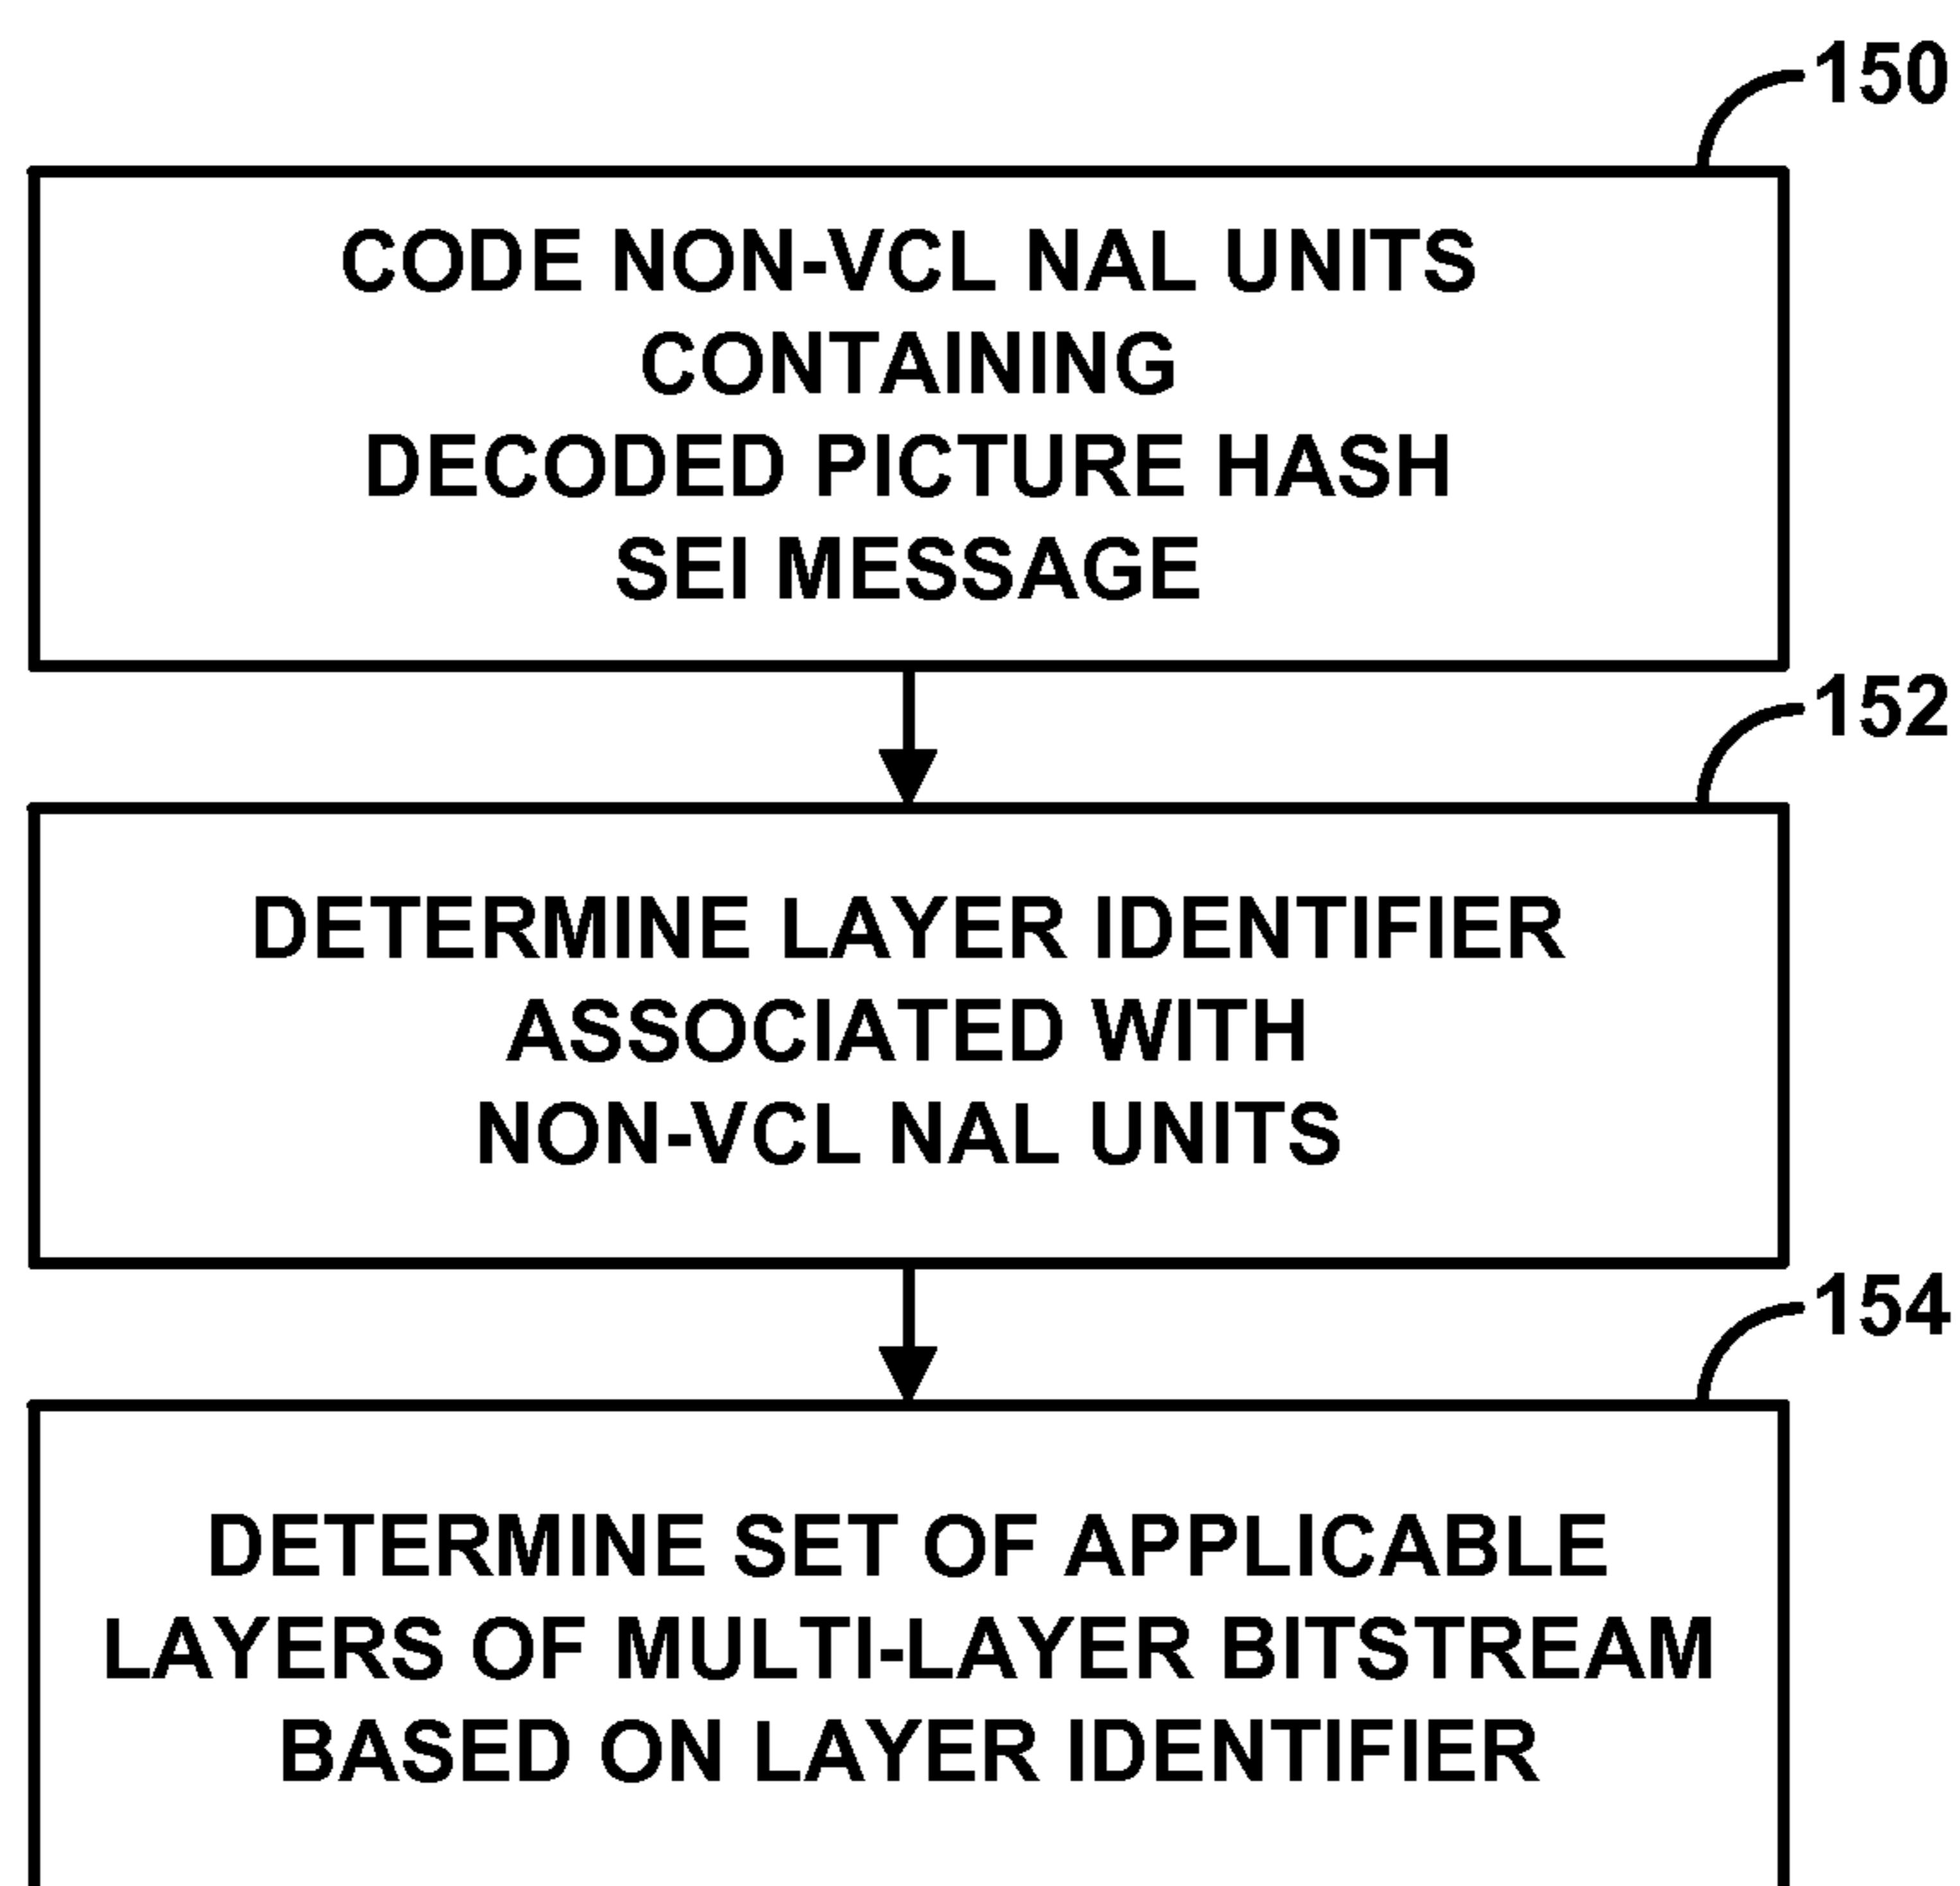 150
CODE NON-VCL NAL UNITS
CONTAINING
DECODED PICTURE HASH
SEI MESSAGE
152
DETERMINE LAYER IDENTIFIER
ASSOCIATED WITH
NON-VCL NAL UNITS
154
DETERMINE SET OF APPLICABLE
LAYERS OF MULTI-LAYER BITSTREAM
BASED ON LAYER IDENTIFIER